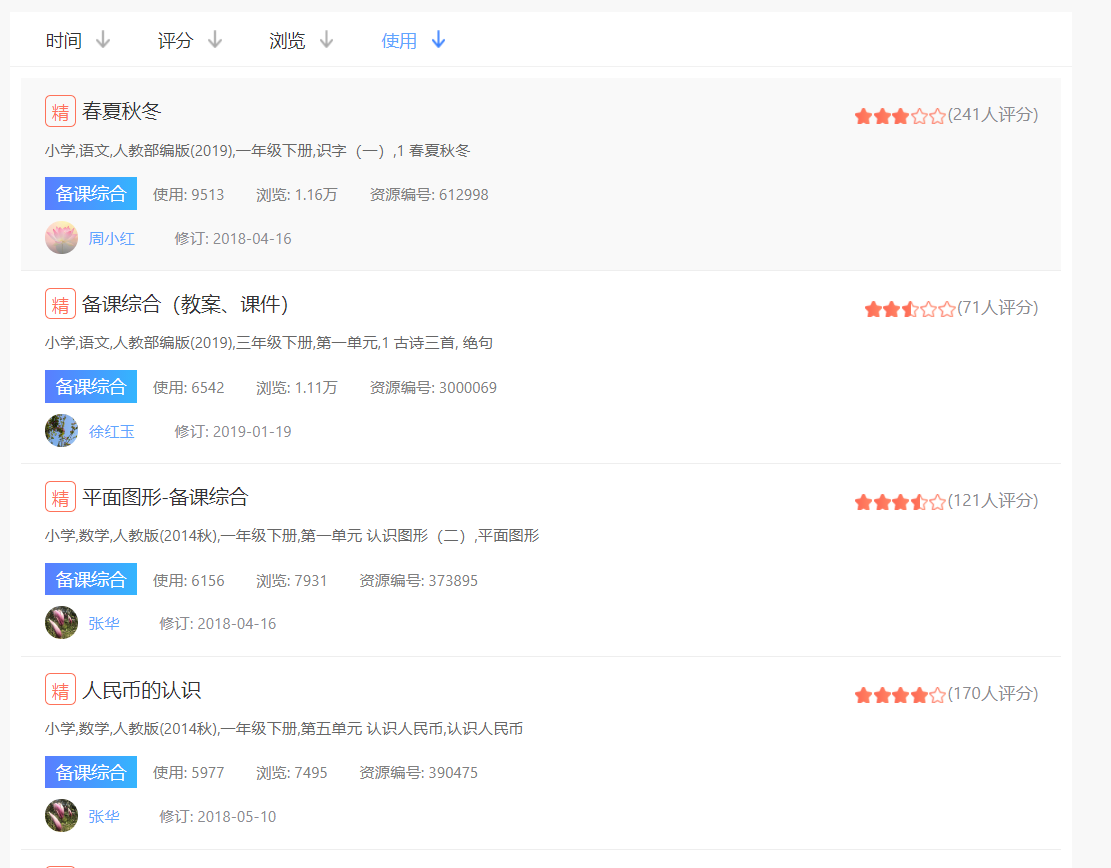 时间 评分 浏览 使用
精 春夏秋冬 (241人评分)
小学,语文,人教部编版(2019),一年级下册,识字（一）,1 春夏秋冬
备课综合 使用: 9513 浏览: 1.16万 资源编号: 612998
周小红 修订: 2018-04-16
精 备课综合（教案、课件） (71人评分)
小学,语文,人教部编版(2019),三年级下册,第一单元,1 古诗三首, 绝句
备课综合 使用: 6542 浏览: 1.11万 资源编号: 3000069
徐红玉 修订: 2019-01-19
精 平面图形-备课综合 (121人评分)
小学,数学,人教版(2014秋),一年级下册,第一单元 认识图形（二）,平面图形
备课综合 使用: 6156 浏览: 7931 资源编号: 373895
张华 修订: 2018-04-16
精 人民币的认识 (170人评分)
小学,数学,人教版(2014秋),一年级下册,第五单元 认识人民币,认识人民币
备课综合 使用: 5977 浏览: 7495 资源编号: 390475
张华 修订: 2018-05-10